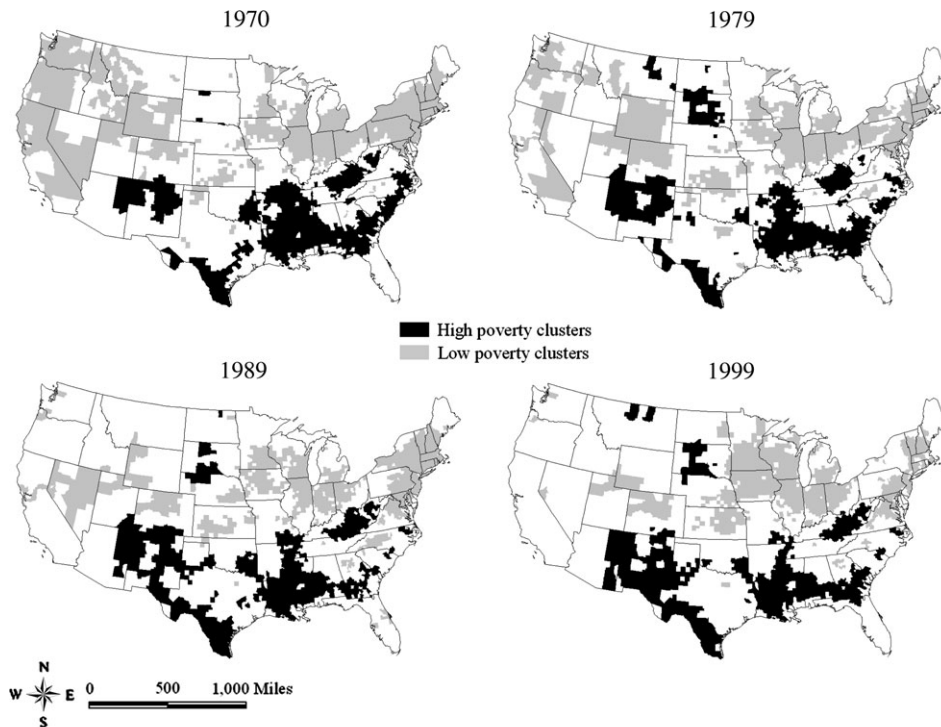 1970
1979
High poverty clusters
Low poverty clusters
1989
1999
N
W E
S
0 500 1,000 Miles